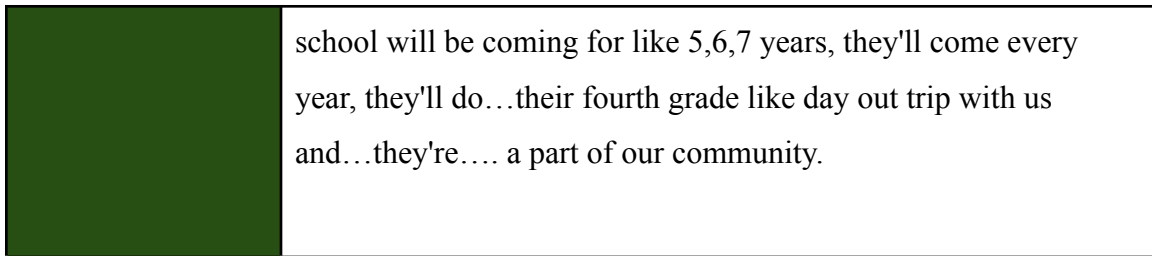 school will be coming for like 5,6,7 years, they'll come every
year, they'll do…their fourth grade like day out trip with us
and…they're…. a part of our community.